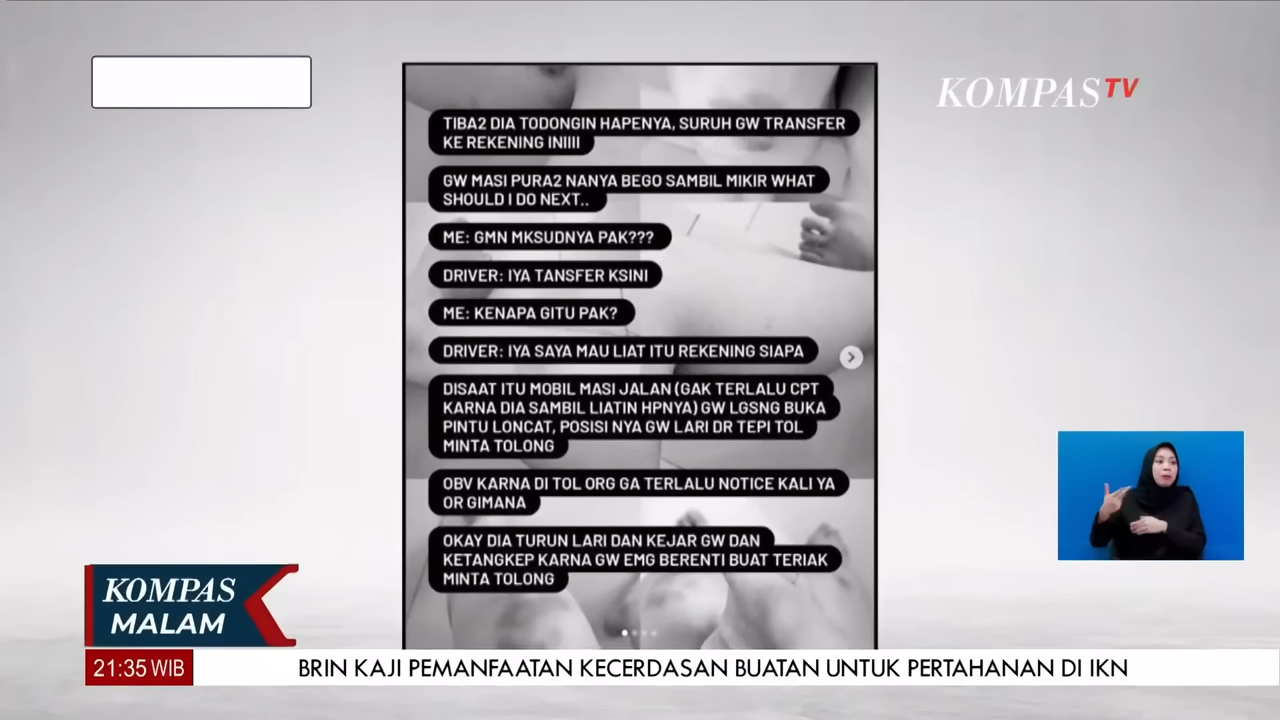 KOMPASTV
TIBA2 DIA TODONGIN HAPENYA, SURUH GW TRANSFER
KE REKENING INIIII
GW MASI PURA2 NANYA BEGO SAMBIL MIKIR WHAT
SHOULD I DO NEXT..
ME: GMN MKSUDNYA PAK???
DRIVER: IYA TANSFER KSINI
ME: KENAPA GITU PAK?
DRIVER: IYA SAYA MAU LIAT ITU REKENING SIAPA
DISAAT ITU MOBIL MASI JALAN (GAK TERLALU CPT
KARNA DIA SAMBIL LIATIN HPNYA) GW LGSNG BUKA
PINTU LONCAT, POSISI NYA GW LARI DR TEPI TOL
MINTA TOLONG
OBV KARNA DI TOL ORG GA TERLALU NOTICE KALI YA
OR GIMANA
OKAY DIA TURUN LARI DAN KEJAR GW DAN
KETANGKEP KARNA GW EMG BERENTI BUAT TERIAK
MINTA TOLONG
KOMPAS
MALAM
21:35 WIB
BRIN KAJI PEMANFAATAN KECERDASAN BUATAN UNTUK PERTAHANAN DI IKN